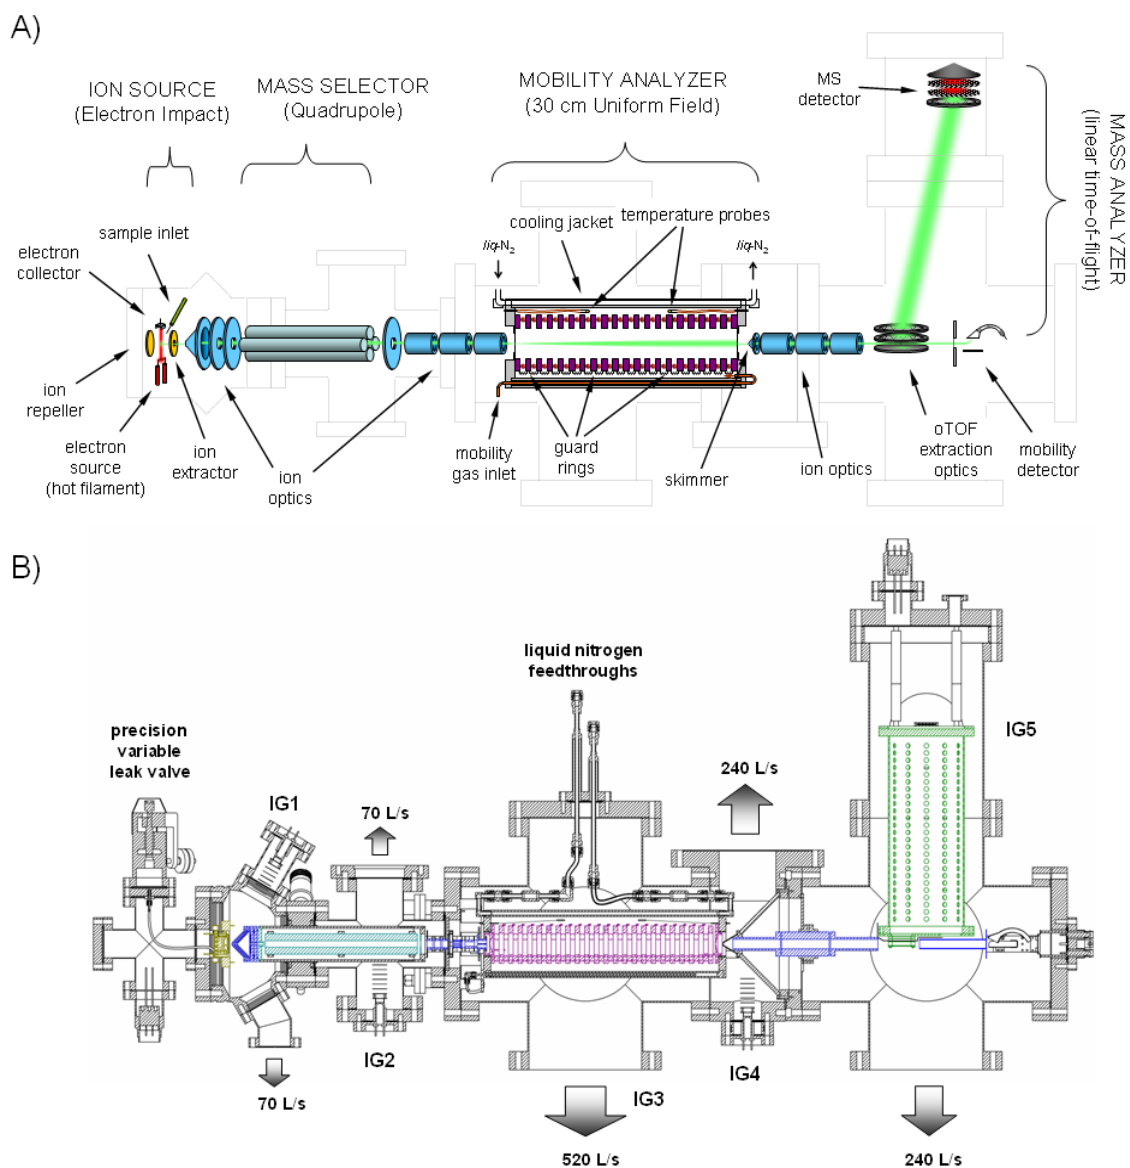 A)
ION SOURCE
(Electron Impact)
MASS SELECTOR
(Quadrupole)
MOBILITY ANALYZER
(30 cm Uniform Field)
MS
detector
MASS ANALYZER
(linear time-of-flight)
sample inlet
electron
collector
cooling jacket
temperature probes
liq-N2
liq-N2
ion
repeller
electron
source
(hot filament)
ion
extractor
ion
optics
mobility
gas inlet
guard
rings
skimmer
ion optics
oTOF
extraction
optics
mobility
detector
B)
liquid nitrogen
feedthroughs
precision
variable
leak valve
IG1
70 L/s
240 L/s
IG5
IG2
70 L/s
IG3
IG4
520 L/s
240 L/s